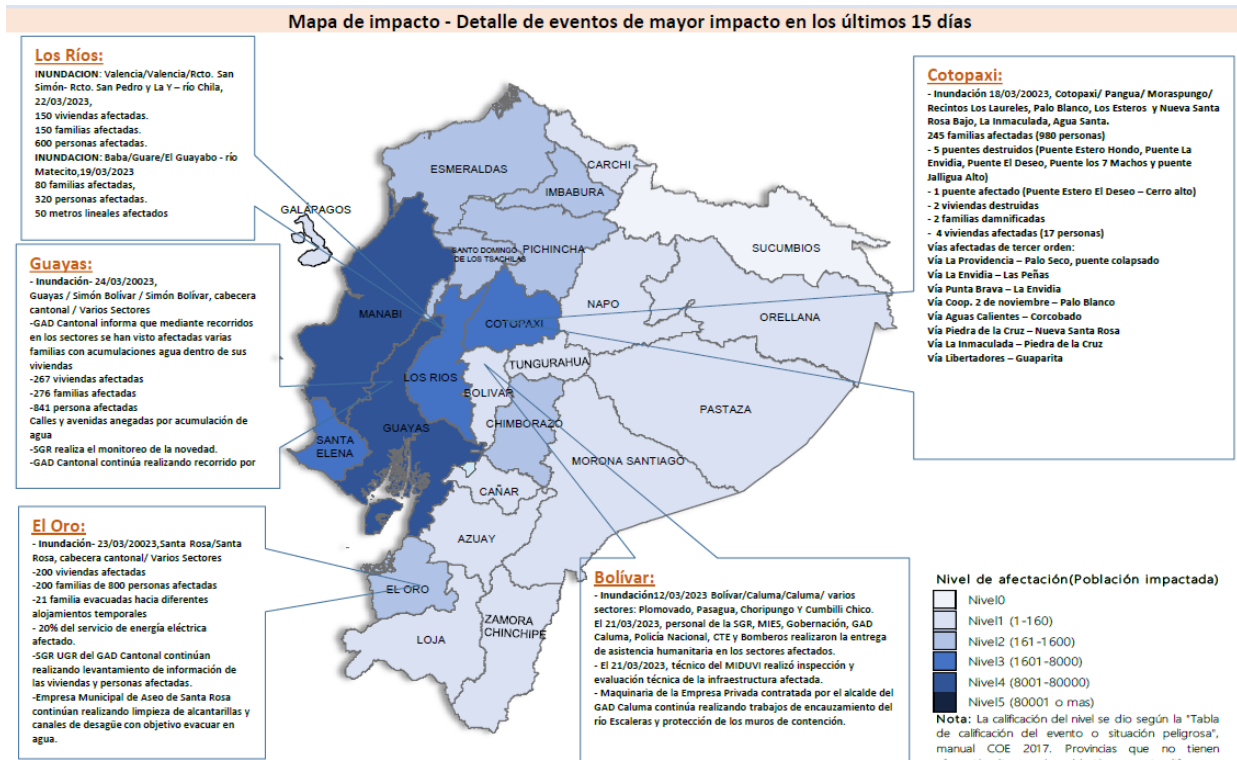 Mapa de impacto - Detalle de eventos de mayor impacto en los últimos 15 días
Los Ríos:
INUNDACION: Valencia/Valencia/Rcto. San
Simón- Rcto. San Pedro y La Y – río Chila,
22/03/2023,
150 viviendas afectadas.
150 familias afectadas.
600 personas afectadas.
INUNDACION: Baba/Guare/El Guayabo - río
Matecito,19/03/2023
80 familias afectadas,
320 personas afectadas.
50 metros lineales afectados
Guayas:
- Inundación- 24/03/20023,
Guayas / Simón Bolívar / Simón Bolívar, cabecera
cantonal / Varios Sectores
-GAD Cantonal informa que mediante recorridos
en los sectores se han visto afectadas varias
familias con acumulaciones agua dentro de sus
viviendas
-267 viviendas afectadas
-276 familias afectadas
-841 persona afectadas
Calles y avenidas anegadas por acumulación de
agua
-SGR realiza el monitoreo de la novedad.
-GAD Cantonal continúa realizando recorrido por
El Oro:
- Inundación- 23/03/20023,Santa Rosa/Santa
Rosa, cabecera cantonal/ Varios Sectores
-200 viviendas afectadas
-200 familias de 800 personas afectadas
-21 familia evacuadas hacia diferentes
alojamientos temporales
- 20% del servicio de energía eléctrica
afectado.
-SGR UGR del GAD Cantonal continúan
realizando levantamiento de información de
las viviendas y personas afectadas.
-Empresa Municipal de Aseo de Santa Rosa
continúan realizando limpieza de alcantarillas y
canales de desagüe con objetivo evacuar en
agua.
GALAPAGOS
ESMERALDAS
CARCHI
IMBABURA
SANTO DOMINGO
DE LOS TSACHILAS
PICHINCHA
SUCUMBIOS
MANABI
COTOPAXI
NAPO
ORELLANA
LOS RIOS
TUNGURAHUA
BOLIVAR
PASTAZA
SANTA
ELENA
GUAYAS
CHIMBORAZO
MORONA SANTIAGO
CAÑAR
AZUAY
EL ORO
LOJA
ZAMORA
CHINCHIPE
Cotopaxi:
- Inundación 18/03/20023, Cotopaxi/ Pangua/ Moraspungo/
Recintos Los Laureles, Palo Blanco, Los Esteros y Nueva Santa
Rosa Bajo, La Inmaculada, Agua Santa.
245 familias afectadas (980 personas)
- 5 puentes destruidos (Puente Estero Hondo, Puente La
Envidia, Puente El Deseo, Puente los 7 Machos y puente
Jalligua Alto)
- 1 puente afectado (Puente Estero El Deseo – Cerro alto)
- 2 viviendas destruidas
- 2 familias damnificadas
- 4 viviendas afectadas (17 personas)
Vías afectadas de tercer orden:
Vía La Providencia – Palo Seco, puente colapsado
Vía La Envidia – Las Peñas
Vía Punta Brava – La Envidia
Vía Coop. 2 de noviembre – Palo Blanco
Vía Aguas Calientes – Corcobado
Vía Piedra de la Cruz – Nueva Santa Rosa
Vía La Inmaculada – Piedra de la Cruz
Vía Libertadores – Guaparita
Bolívar:
- Inundación12/03/2023 Bolívar/Caluma/Caluma/ varios
sectores: Plomovado, Pasagua, Choripungo Y Cumbilli Chico.
El 21/03/2023, personal de la SGR, MIES, Gobernación, GAD
Caluma, Policía Nacional, CTE y Bomberos realizaron la entrega
de asistencia humanitaria en los sectores afectados.
- El 21/03/2023, técnico del MIDUVI realizó inspección y
evaluación técnica de la infraestructura afectada.
- Maquinaria de la Empresa Privada contratada por el alcalde del
GAD Caluma continúa realizando trabajos de encauzamiento del
río Escaleras y protección de los muros de contención.
Nivel de afectación(Población impactada)
Nivel0
Nivel1 (1-160)
Nivel2 (161-1600)
Nivel3 (1601-8000)
Nivel4 (8001-80000)
Nivel5 (80001 o mas)
Nota: La calificación del nivel se dio según la "Tabla
de calificación del evento o situación peligrosa",
manual COE 2017. Provincias que no tienen